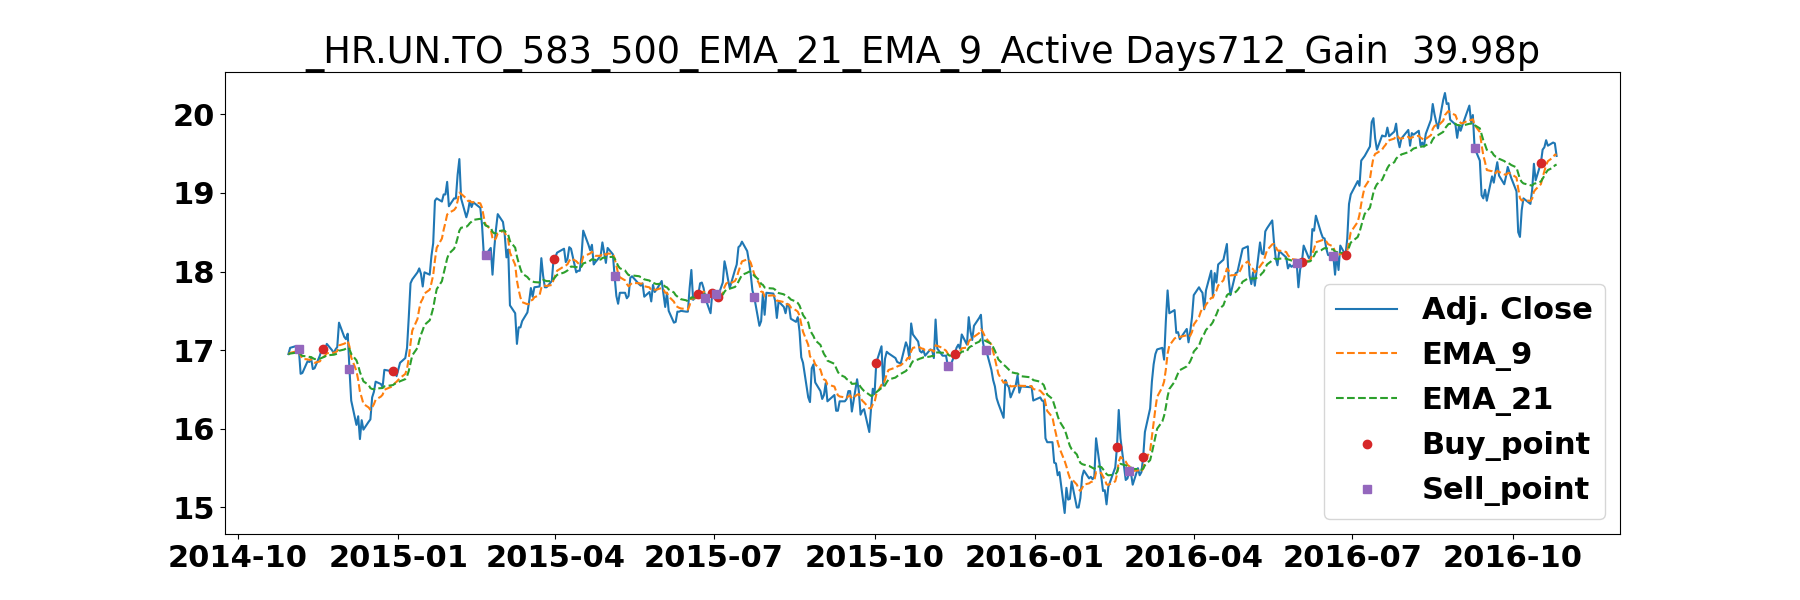 _HR.UN.TO_583_500_EMA_21_EMA_9_Active Days712_Gain  39.98p
20
19
18
17
16
15
Adj. Close
EMA_9
EMA_21
Buy_point
Sell_point
2014-10 2015-01 2015-04 2015-07 2015-10 2016-01 2016-04 2016-07 2016-10